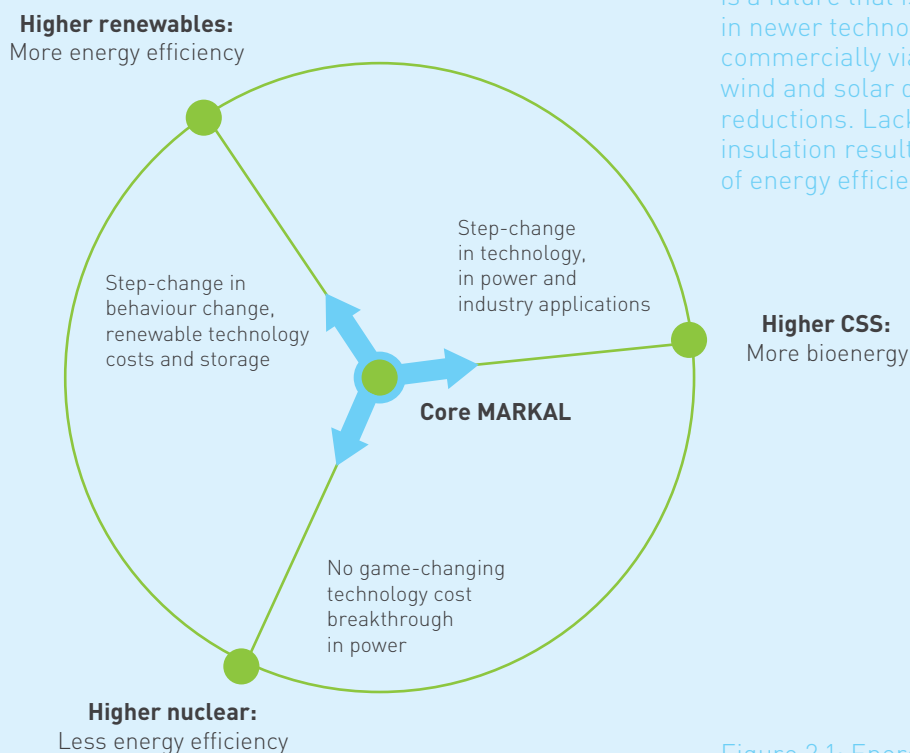 Higher renewables:
More energy efficiency
is a future that
in newer techno
commercially via
wind and solar
reductions. Lack
insulation result
of energy efficie
Step-change
in technology,
in power and
industry applications
Step-change in
behaviour change,
renewable technology
costs and storage
Higher CSS:
More bioenergy
Core MARKAL
No game-changing
technology cost
breakthrough
in power
Higher nuclear:
Less energy efficiency
Figure 2.1: Ener